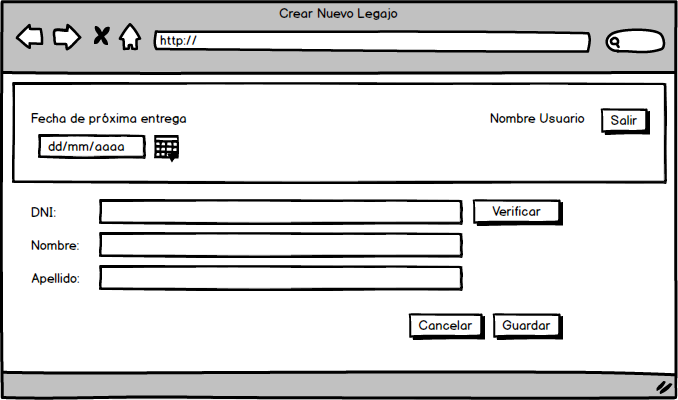 Crear Nuevo Legajo
http://
Fecha de próxima entrega
Nombre Usuario
Salir
dd/mm/aaaa
DNI:
Verificar
Nombre:
Apellido:
Cancelar
Guardar